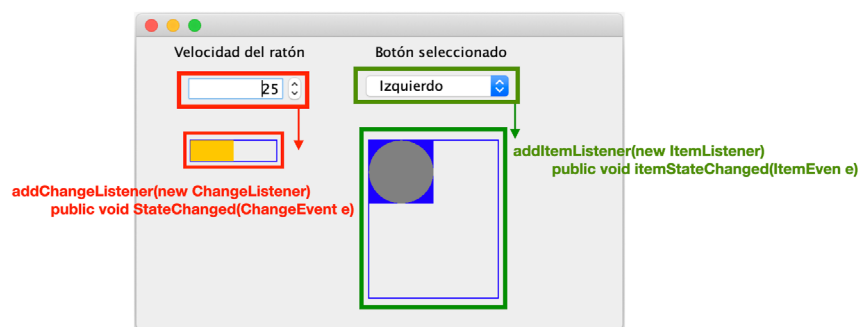 Velocidad del ratón
Botón seleccionado
25
Izquierdo
addItemListener(new ItemListener)
public void itemStateChanged(ItemEven e)
addChangeListener(new ChangeListener)
public void StateChanged(ChangeEvent e)